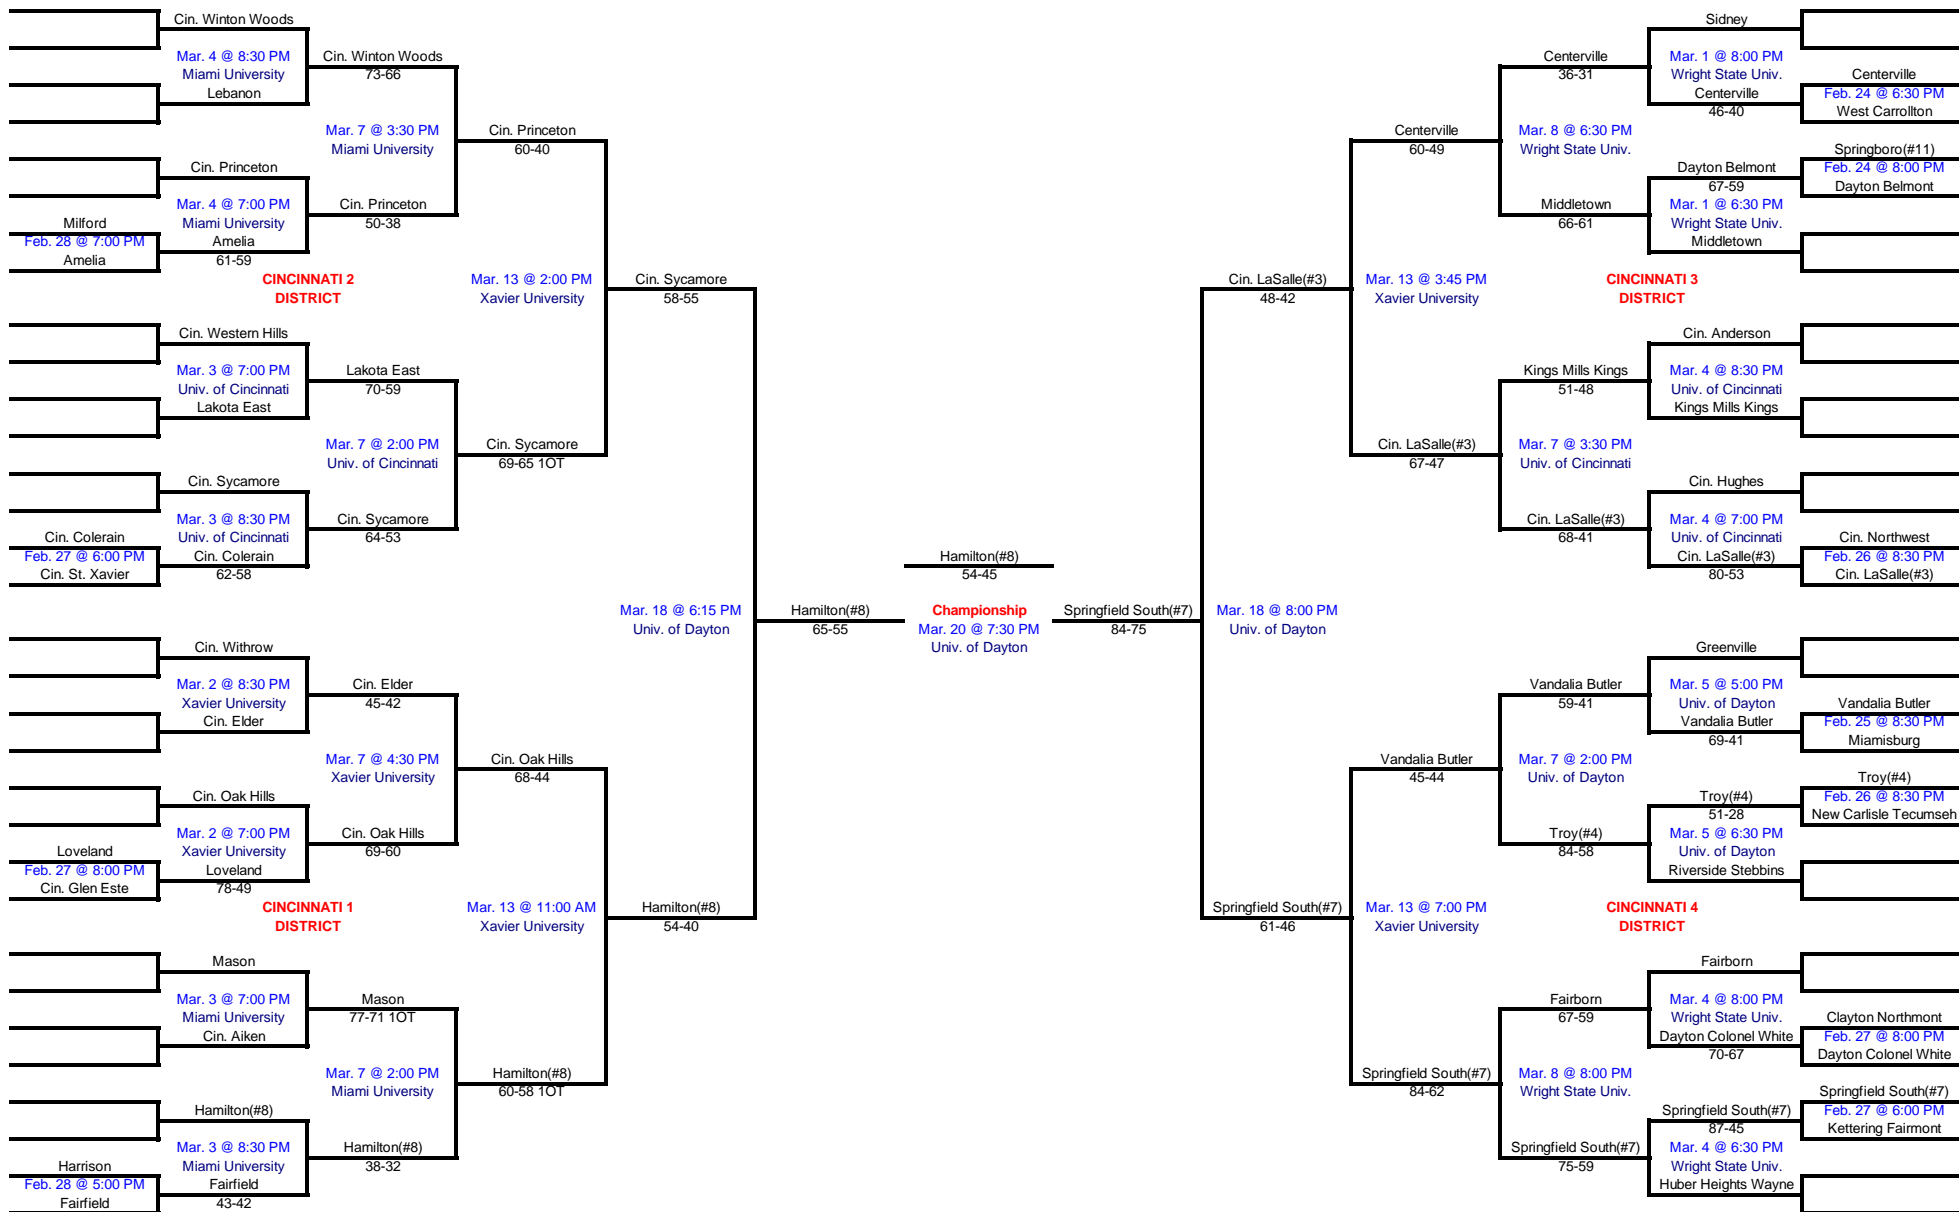 Cin. Winton Woods
Mar. 4 @ 8:30 PM
Miami University
Lebanon
Cin. Winton Woods
73-66
Mar. 7 @ 3:30 PM
Miami University
Cin. Princeton
60-40
Cin. Princeton
Mar. 4 @ 7:00 PM
Miami University
Amelia
61-59
Cin. Princeton
50-38
Milford
Feb. 28 @ 7:00 PM
Amelia
CINCINNATI 2
DISTRICT
Mar. 13 @ 2:00 PM
Xavier University
Cin. Sycamore
58-55
Cin. Western Hills
Mar. 3 @ 7:00 PM
Univ. of Cincinnati
Lakota East
Lakota East
70-59
Mar. 7 @ 2:00 PM
Univ. of Cincinnati
Cin. Sycamore
69-65 1OT
Cin. Sycamore
Mar. 3 @ 8:30 PM
Univ. of Cincinnati
Cin. Colerain
62-58
Cin. Sycamore
64-53
Cin. Colerain
Feb. 27 @ 6:00 PM
Cin. St. Xavier
Mar. 18 @ 6:15 PM
Univ. of Dayton
Hamilton(#8)
65-55
Cin. Withrow
Mar. 2 @ 8:30 PM
Xavier University
Cin. Elder
Cin. Elder
45-42
Mar. 7 @ 4:30 PM
Xavier University
Cin. Oak Hills
68-44
Cin. Oak Hills
Mar. 2 @ 7:00 PM
Xavier University
Loveland
78-49
Cin. Oak Hills
69-60
Loveland
Feb. 27 @ 8:00 PM
Cin. Glen Este
CINCINNATI 1
DISTRICT
Mar. 13 @ 11:00 AM
Xavier University
Hamilton(#8)
54-40
Mason
Mar. 3 @ 7:00 PM
Miami University
Cin. Aiken
Mason
77-71 1OT
Mar. 7 @ 2:00 PM
Miami University
Hamilton(#8)
60-58 1OT
Hamilton(#8)
Mar. 3 @ 8:30 PM
Miami University
Fairfield
43-42
Hamilton(#8)
38-32
Harrison
Feb. 28 @ 5:00 PM
Fairfield
Hamilton(#8)
54-45
Championship
Mar. 20 @ 7:30 PM
Univ. of Dayton
Springfield South(#7)
84-75
Mar. 18 @ 8:00 PM
Univ. of Dayton
Sidney
Mar. 1 @ 8:00 PM
Wright State Univ.
Centerville
46-40
Centerville
Feb. 24 @ 6:30 PM
West Carrollton
Centerville
36-31
Centerville
60-49
Mar. 8 @ 6:30 PM
Wright State Univ.
Springboro(#11)
Feb. 24 @ 8:00 PM
Dayton Belmont
Dayton Belmont
67-59
Mar. 1 @ 6:30 PM
Wright State Univ.
Middletown
Middletown
66-61
Cin. LaSalle(#3)
48-42
Mar. 13 @ 3:45 PM
Xavier University
CINCINNATI 3
DISTRICT
Cin. Anderson
Mar. 4 @ 8:30 PM
Univ. of Cincinnati
Kings Mills Kings
Kings Mills Kings
51-48
Cin. LaSalle(#3)
67-47
Mar. 7 @ 3:30 PM
Univ. of Cincinnati
Cin. Hughes
Mar. 4 @ 7:00 PM
Univ. of Cincinnati
Cin. LaSalle(#3)
80-53
Cin. LaSalle(#3)
68-41
Cin. Northwest
Feb. 26 @ 8:30 PM
Cin. LaSalle(#3)
Greenville
Mar. 5 @ 5:00 PM
Univ. of Dayton
Vandalia Butler
69-41
Vandalia Butler
Feb. 25 @ 8:30 PM
Miamisburg
Vandalia Butler
59-41
Vandalia Butler
45-44
Mar. 7 @ 2:00 PM
Univ. of Dayton
Troy(#4)
Feb. 26 @ 8:30 PM
New Carlisle Tecumseh
Troy(#4)
51-28
Mar. 5 @ 6:30 PM
Univ. of Dayton
Riverside Stebbins
Troy(#4)
84-58
Springfield South(#7)
61-46
Mar. 13 @ 7:00 PM
Xavier University
CINCINNATI 4
DISTRICT
Fairborn
Mar. 4 @ 8:00 PM
Wright State Univ.
Dayton Colonel White
70-67
Clayton Northmont
Feb. 27 @ 8:00 PM
Dayton Colonel White
Fairborn
67-59
Springfield South(#7)
84-62
Mar. 8 @ 8:00 PM
Wright State Univ.
Springfield South(#7)
Feb. 27 @ 6:00 PM
Kettering Fairmont
Springfield South(#7)
87-45
Mar. 4 @ 6:30 PM
Wright State Univ.
Huber Heights Wayne
Springfield South(#7)
75-59